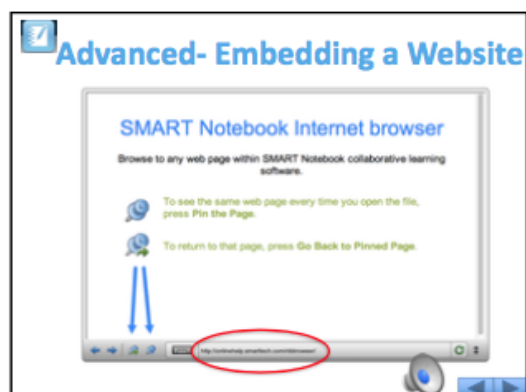 Advanced- Embedding a Website
SMART Notebook Internet browser
Browse to any web page within SMART Notebook collaborative learning
software.
To see the same web page every time you open the file,
press Pin the Page.
To return to that page, press Go Back to Pinned Page.